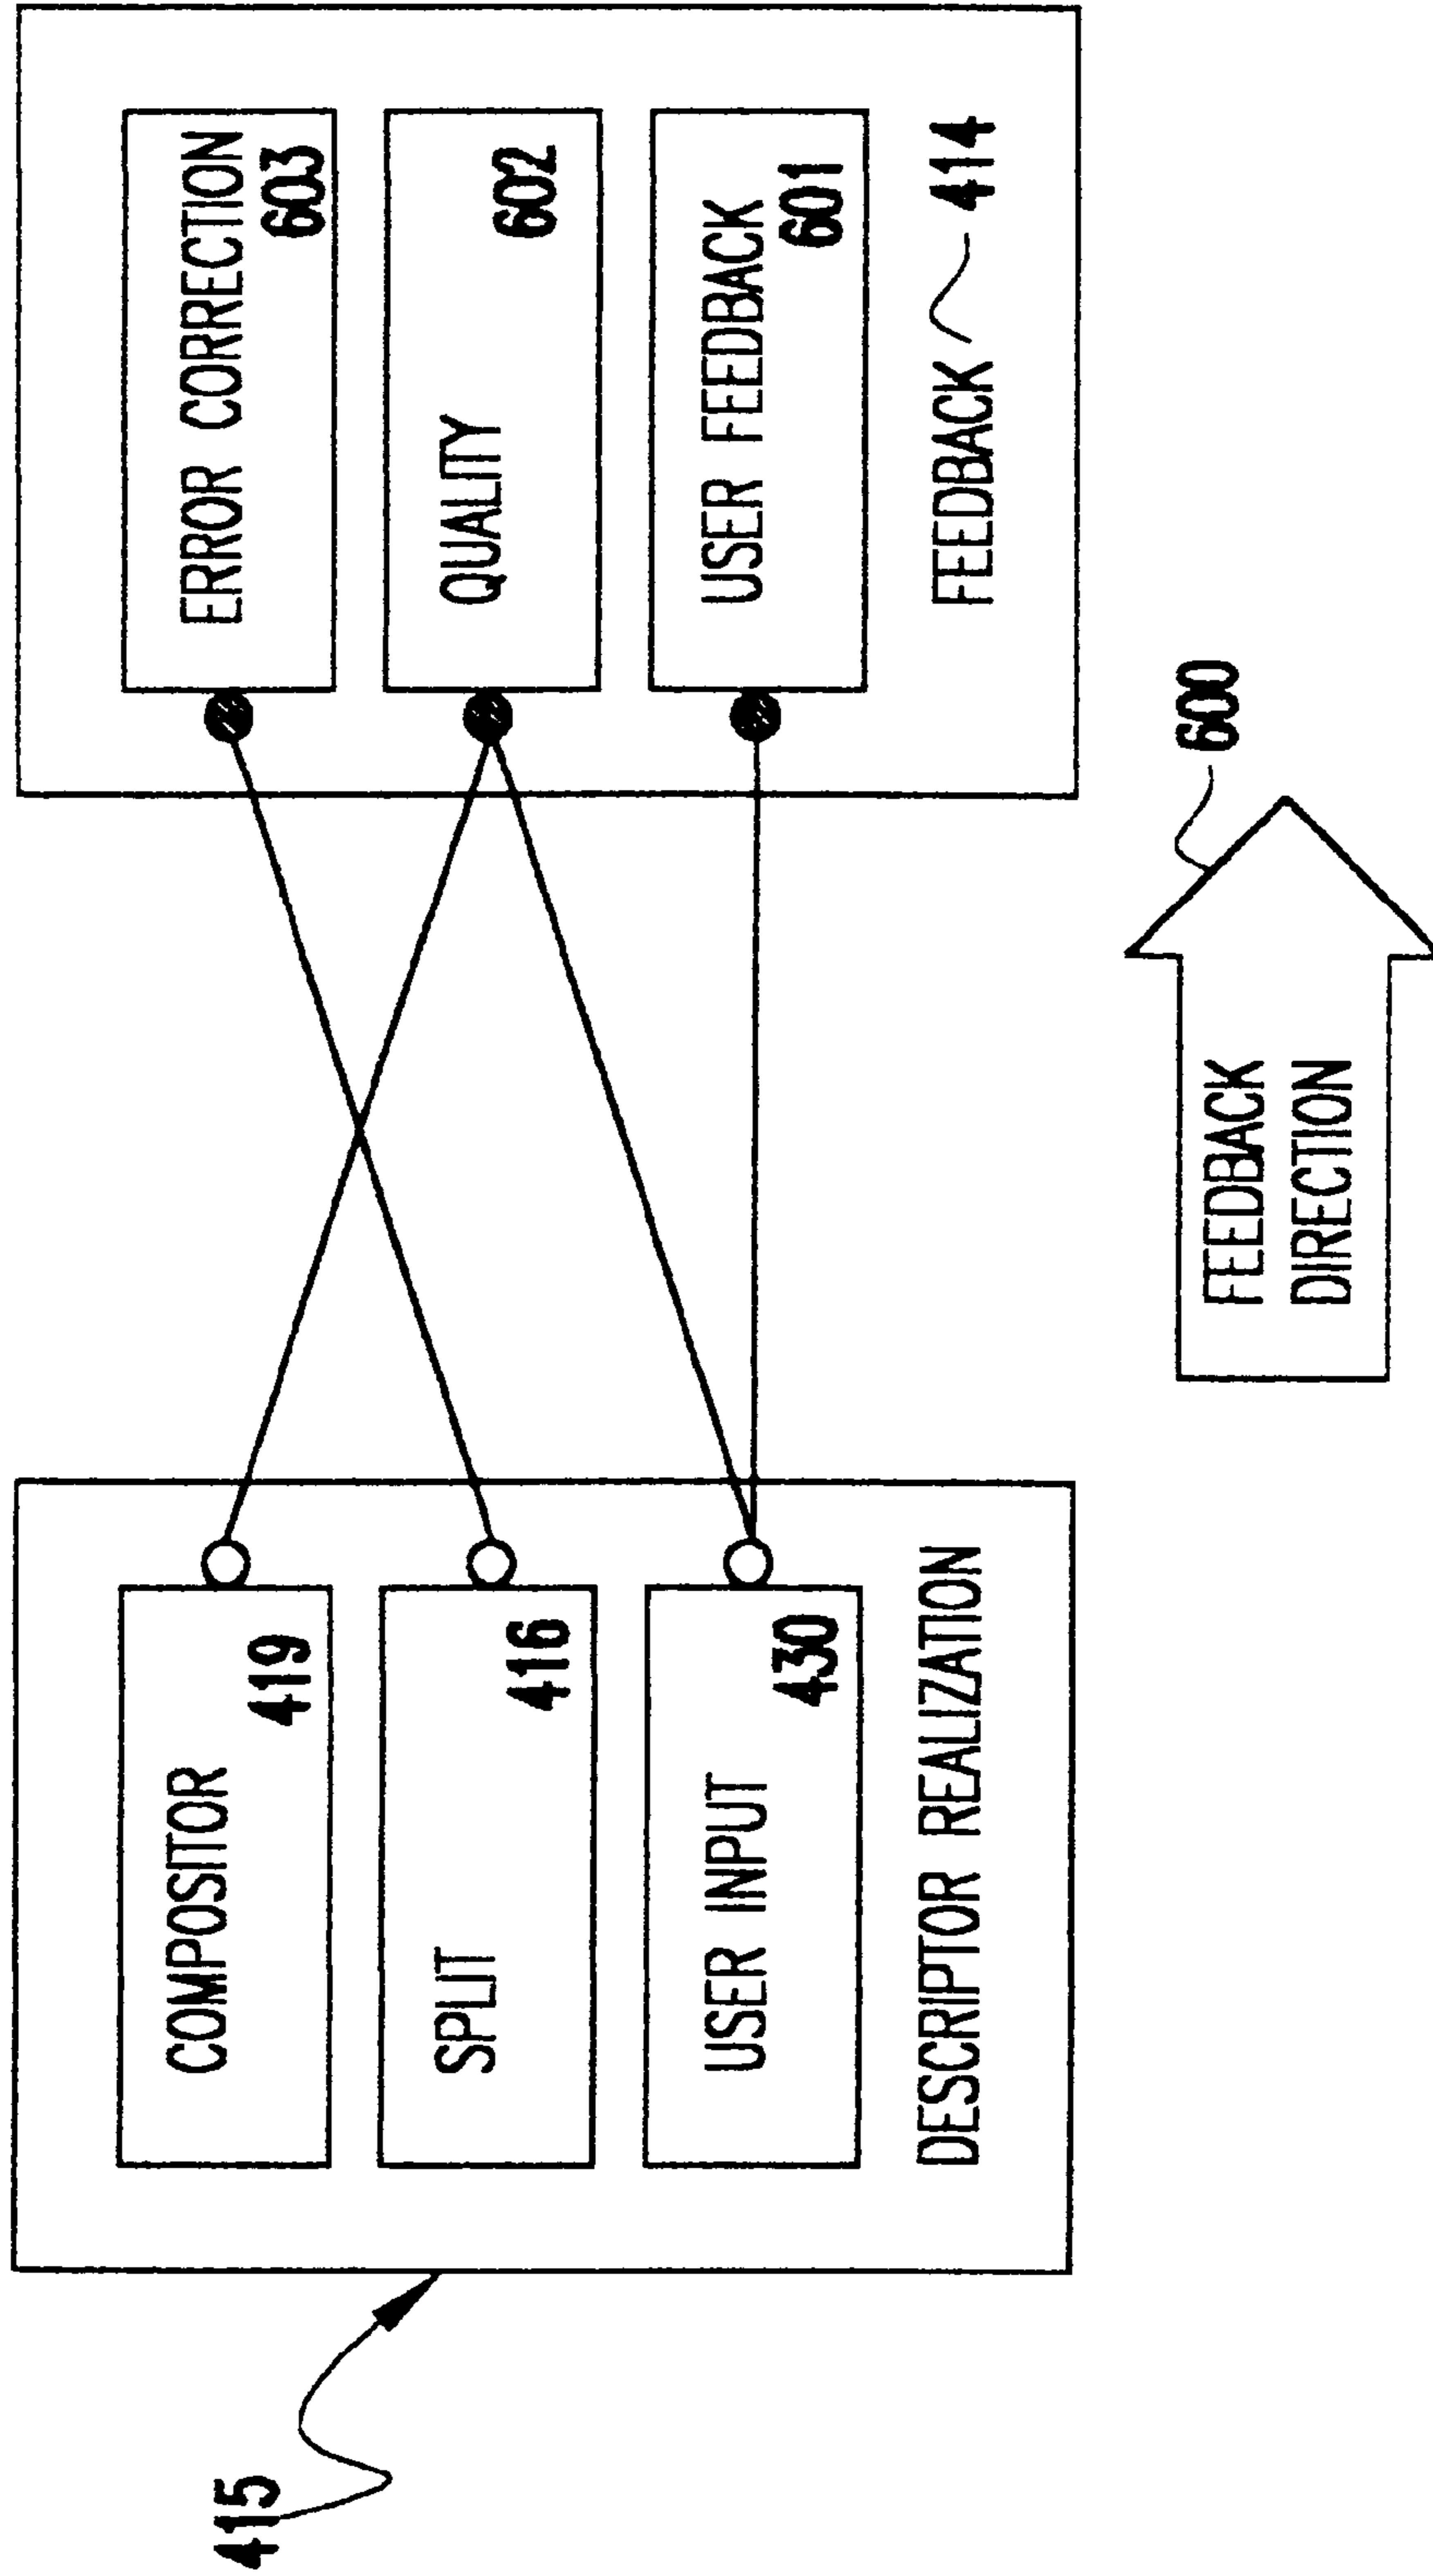 415
COMPOSITOR
419
SPLIT
416
USER INPUT
430
DESCRIPTOR REALIZATION
ERROR CORRECTION
603
QUALITY
602
USER FEEDBACK
601
FEEDBACK 414
FEEDBACK
DIRECTION
600